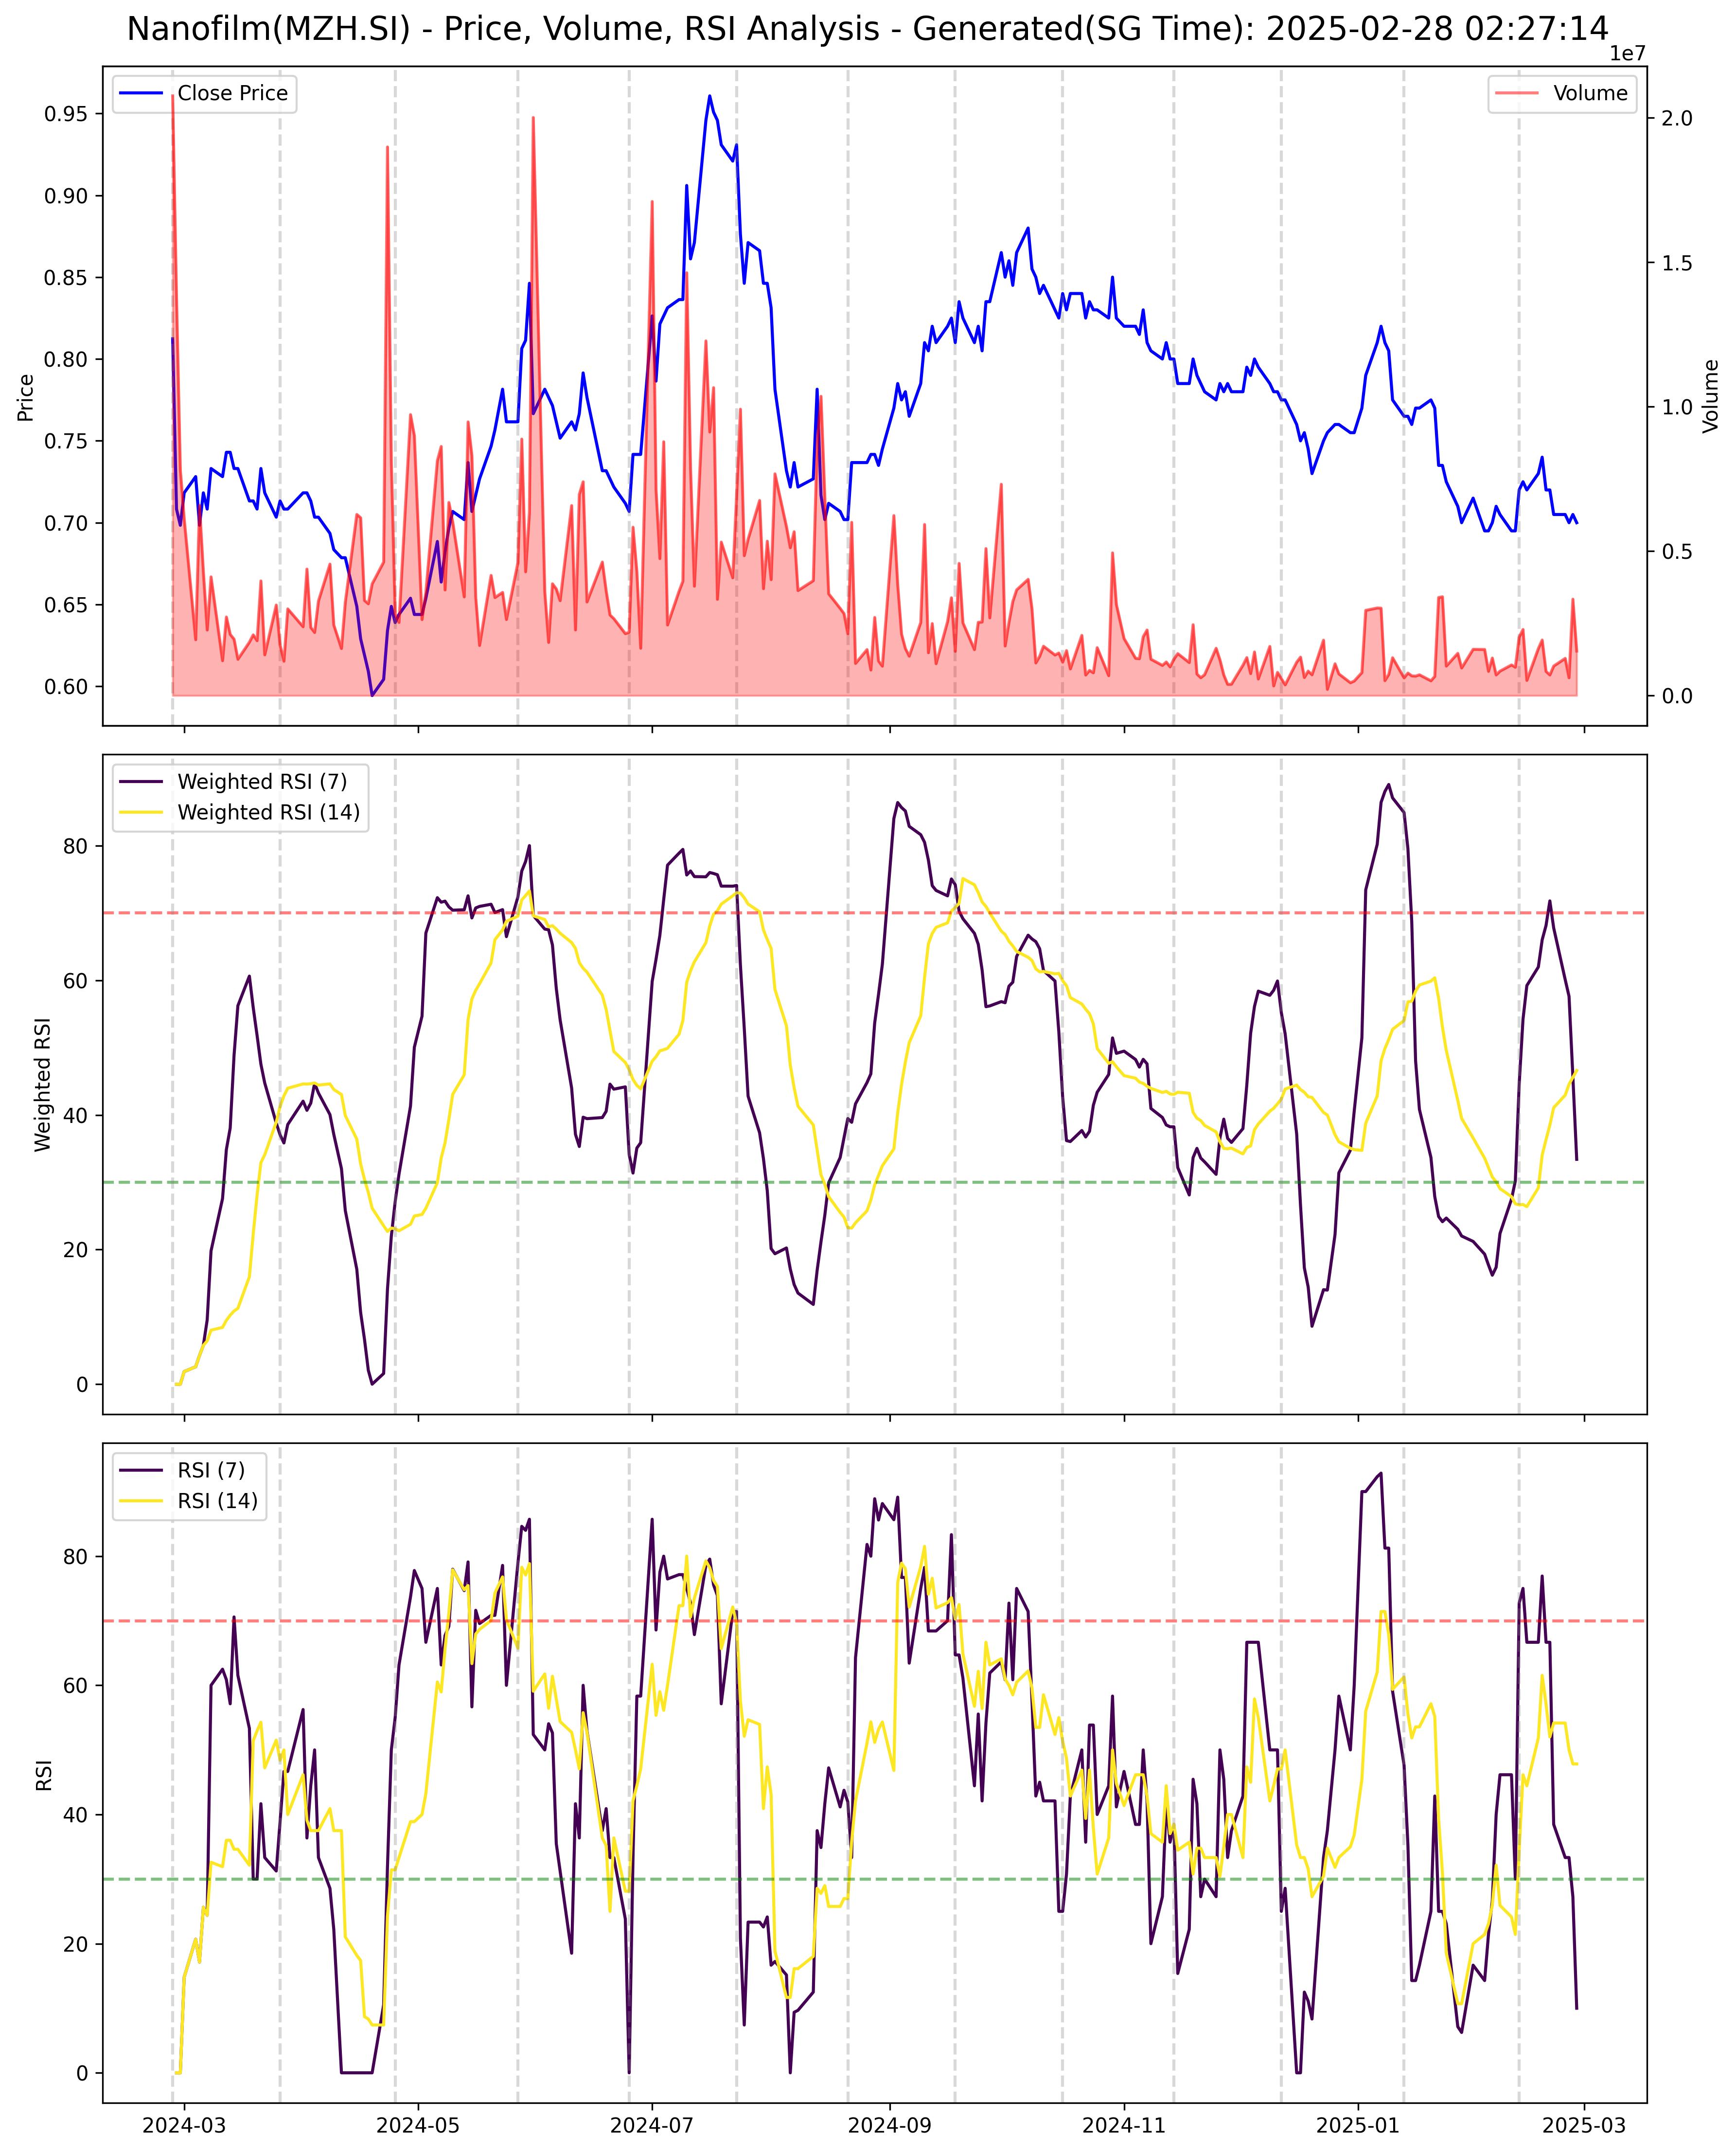 Nanofilm(MZH.SI) - Price, Volume, RSI Analysis - Generated(SG Time): 2025-02-28 02:27:14
1e7
Close Price
Volume
0.95
0.90
0.85
0.80
0.75
0.70
0.65
0.60
Price
2.0
1.5
1.0
0.5
0.0
Volume
Weighted RSI (7)
Weighted RSI (14)
80
60
40
20
0
Weighted RSI
RSI (7)
RSI (14)
80
60
40
20
0
RSI
2024-03
2024-05
2024-07
2024-09
2024-11
2025-01
2025-03